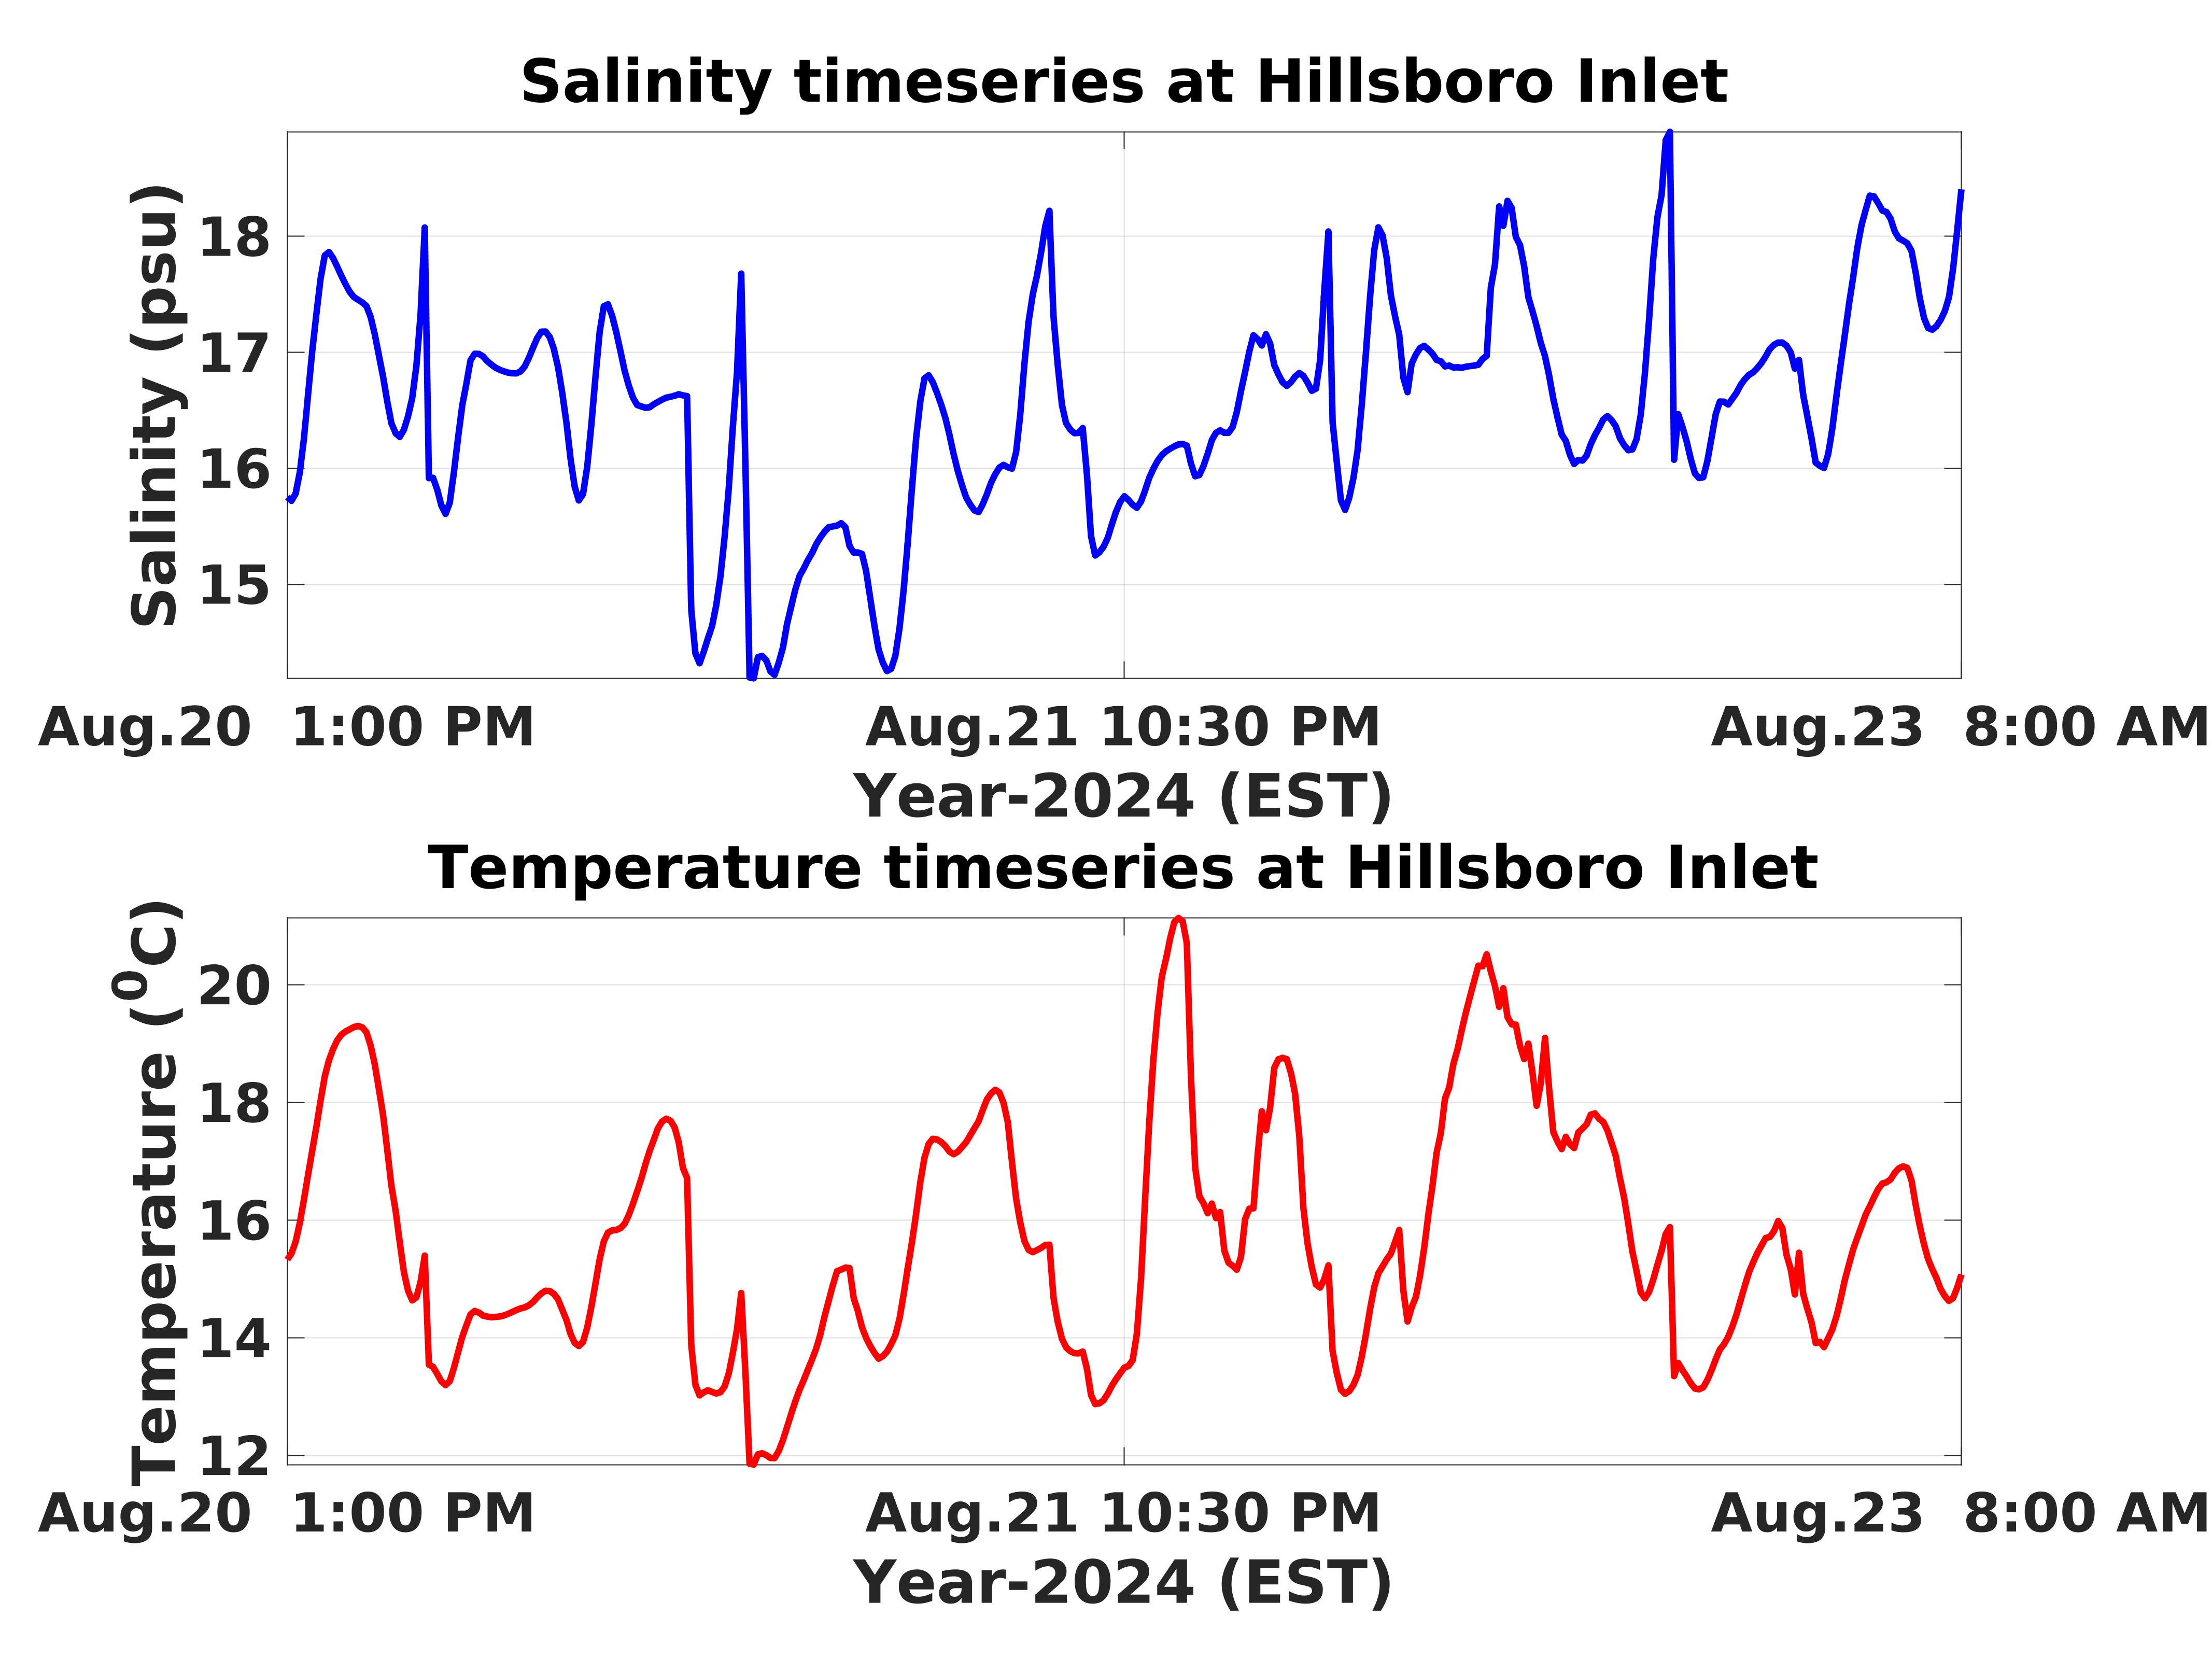 Salinity timeseries at Hillsboro Inlet
Salinity (psu)
18
17
16
15
Aug.20  1:00 PM
Aug.21 10:30 PM
Aug.23  8:00 AM
Year-2024 (EST)
Temperature timeseries at Hillsboro Inlet
Temperature (⁰C)
20
18
16
14
12
Aug.20  1:00 PM
Aug.21 10:30 PM
Aug.23  8:00 AM
Year-2024 (EST)